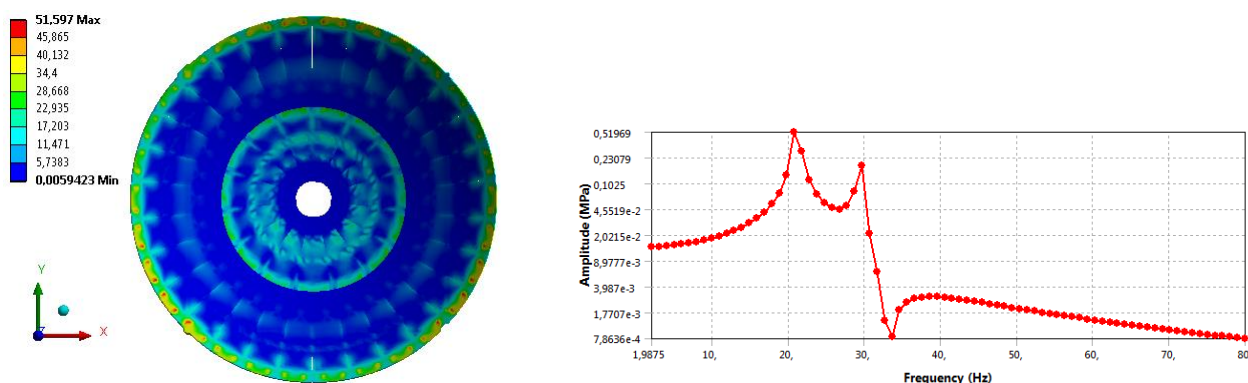 51,597 Max
45,865
40,132
34,4
28,668
22,935
17,203
11,471
5,7383
0,0059423 Min
Y
X
Z
Amplitude (MPa)
0,51969
0,23079
0,1025
4,5519e-2
2,0215e-2
8,9777e-3
3,987e-3
1,7707e-3
7,8636e-4
1,9875 10, 20, 30, 40, 50, 60, 70, 80
Frequency (Hz)